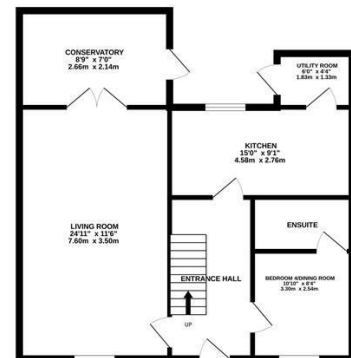 CONSERVATORY
8'9" x 7'0"
2.66m x 2.14m
UTILITY ROOM
6'0" x 4'4"
1.83m x 1.33m
KITCHEN
15'0" x 9'1"
4.58m x 2.76m
LIVING ROOM
24'11" x 11'6"
7.60m x 3.50m
ENSUITE
ENTRANCE HALL
BEDROOM 4/DINING ROOM
10'10" x 8'4"
3.30m x 2.54m
UP